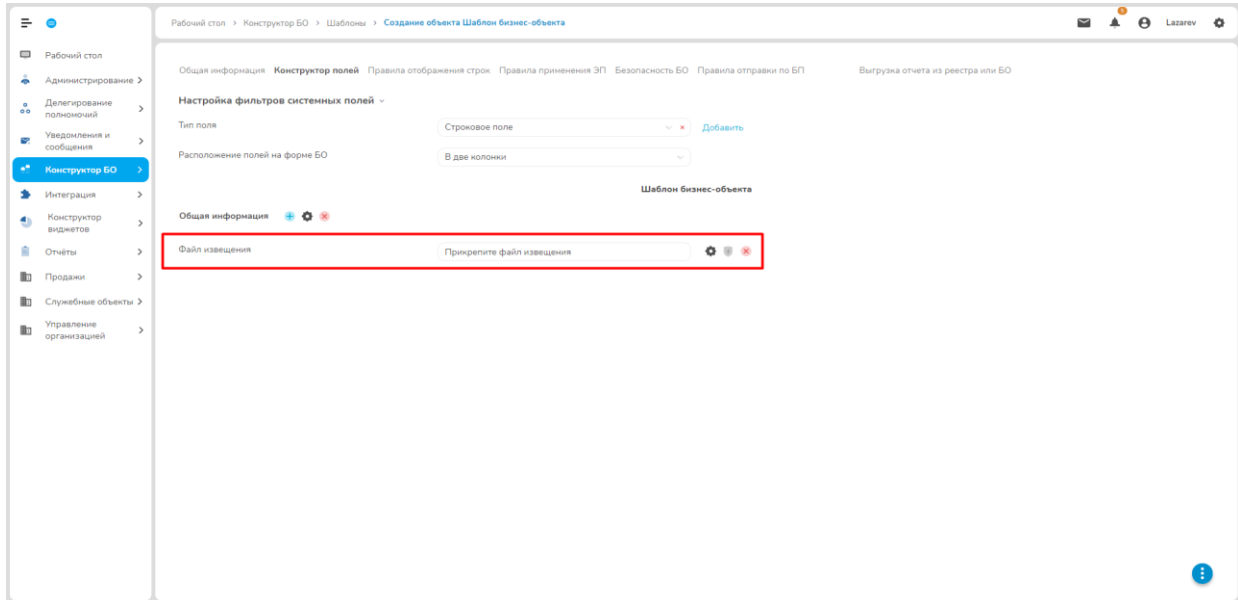 Рабочий стол > Конструктор БО > Шаблоны > Создание объекта Шаблон бизнес-объекта
5
Lazarev
Рабочий стол
Администрирование
Делегирование
полномочий
Уведомления и
сообщения
Конструктор БО
Интеграция
Конструктор
виджетов
Отчёты
Продажи
Служебные объекты
Управление
организацией
Общая информация Конструктор полей Правила отображения строк Правила применения ЭП Безопасность БО Правила отправки по БП Выгрузка отчета из реестра или БО
Настройка фильтров системных полей
Тип поля Строковое поле Добавить
Расположение полей на форме БО В две колонки
Шаблон бизнес-объекта
Общая информация
Файл извещения Прикрепите файл извещения